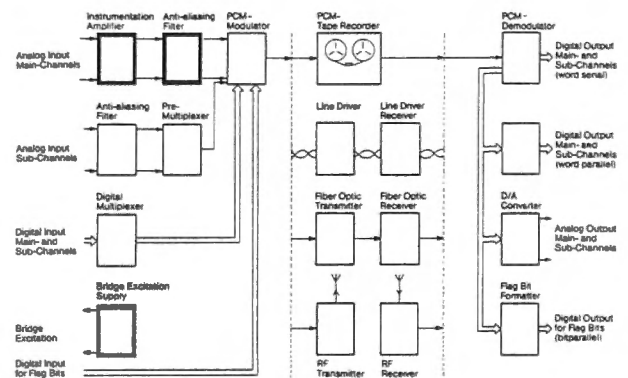 Instrumentation
Amplifier
Anti-aliasing
Filter
PCM-
Modulator
PCM-
Tape Recorder
PCM-
Demodulator
Analog Input
Main-Channels
Digital Output
Main- and
Sub-Channels
(word serial)
Anti-aliasing
Filter
Pre-
Multiplexer
Line Driver
Line Driver
Receiver
Analog Input
Sub-Channels
Digital Output
Main- and
Sub-Channels
(word parallel)
Digital
Multiplexer
Fiber Optic
Transmitter
Fiber Optic
Receiver
D/A
Converter
Digital Input
Main- and
Sub-Channels
Analog Output
Main- and
Sub-Channels
Bridge Excitation
Supply
Flag Bit
Formatter
Bridge
Excitation
Digital Output
for Flag Bits
(bitparallel)
Digital Input
for Flag Bits
RF
Transmitter
RF
Receiver